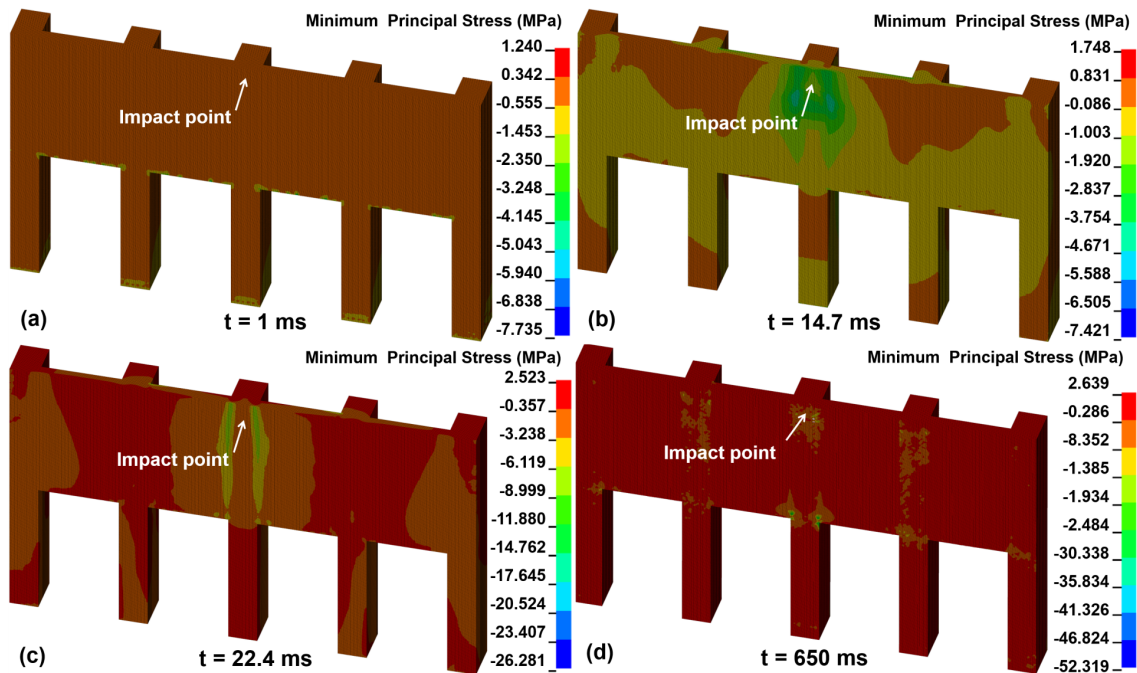 Minimum Principal Stress (MPa)
1.240
0.342
-0.555
-1.453
-2.350
-3.248
-4.145
-5.043
-5.940
-6.838
-7.735
Impact point
(a)
t = 1 ms
Minimum Principal Stress (MPa)
1.748
0.831
-0.086
-1.003
-1.920
-2.837
-3.754
-4.671
-5.588
-6.505
-7.421
Impact point
(b)
t = 14.7 ms
Minimum Principal Stress (MPa)
2.523
-0.357
-3.238
-6.119
-8.999
-11.880
-14.762
-17.645
-20.524
-23.407
-26.281
Impact point
(c)
t = 22.4 ms
Minimum Principal Stress (MPa)
2.639
-0.286
-8.352
-1.385
-1.934
-2.484
-30.338
-35.834
-41.326
-46.824
-52.319
Impact point
(d)
t = 650 ms